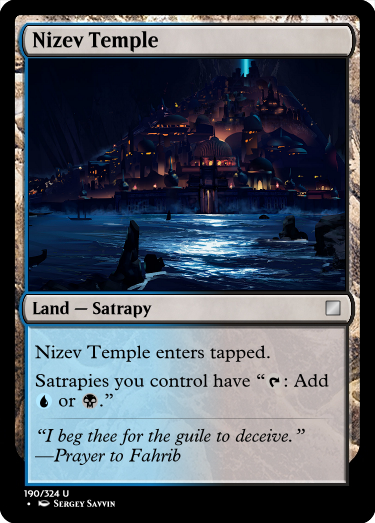 Nizev Temple
Land — Satrapy
Nizev Temple enters tapped.
Satrapies you control have “ : Add
or .”
“I beg thee for the guile to deceive.”
—Prayer to Fahrib
190/324 U
• Sergey Savvin